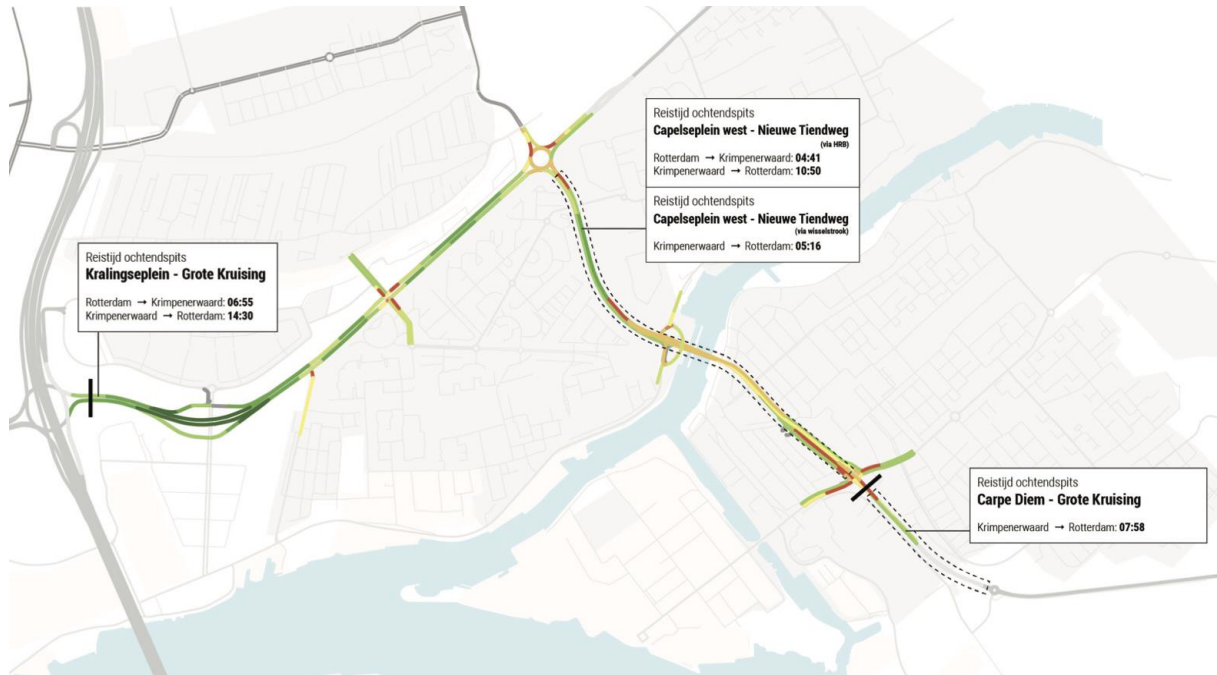 Reistijd ochtendspits
Capelseplein west - Nieuwe Tiendweg
(via HRB)
Rotterdam → Krimpenerwaard: 04:41
Krimpenerwaard → Rotterdam: 10:50
Reistijd ochtendspits
Capelseplein west - Nieuwe Tiendweg
(via wisselstrook)
Krimpenerwaard → Rotterdam: 05:16
Reistijd ochtendspits
Kralingseplein - Grote Kruising
Rotterdam → Krimpenerwaard: 06:55
Krimpenerwaard → Rotterdam: 14:30
Reistijd ochtendspits
Carpe Diem - Grote Kruising
Krimpenerwaard → Rotterdam: 07:58